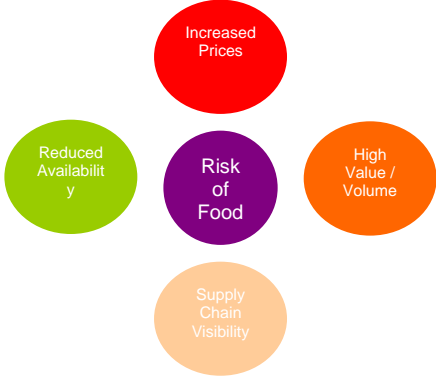 Increased
Prices
Reduced
Availabilit
y
Risk
of
Food
High
Value /
Volume
Supply
Chain
Visibility